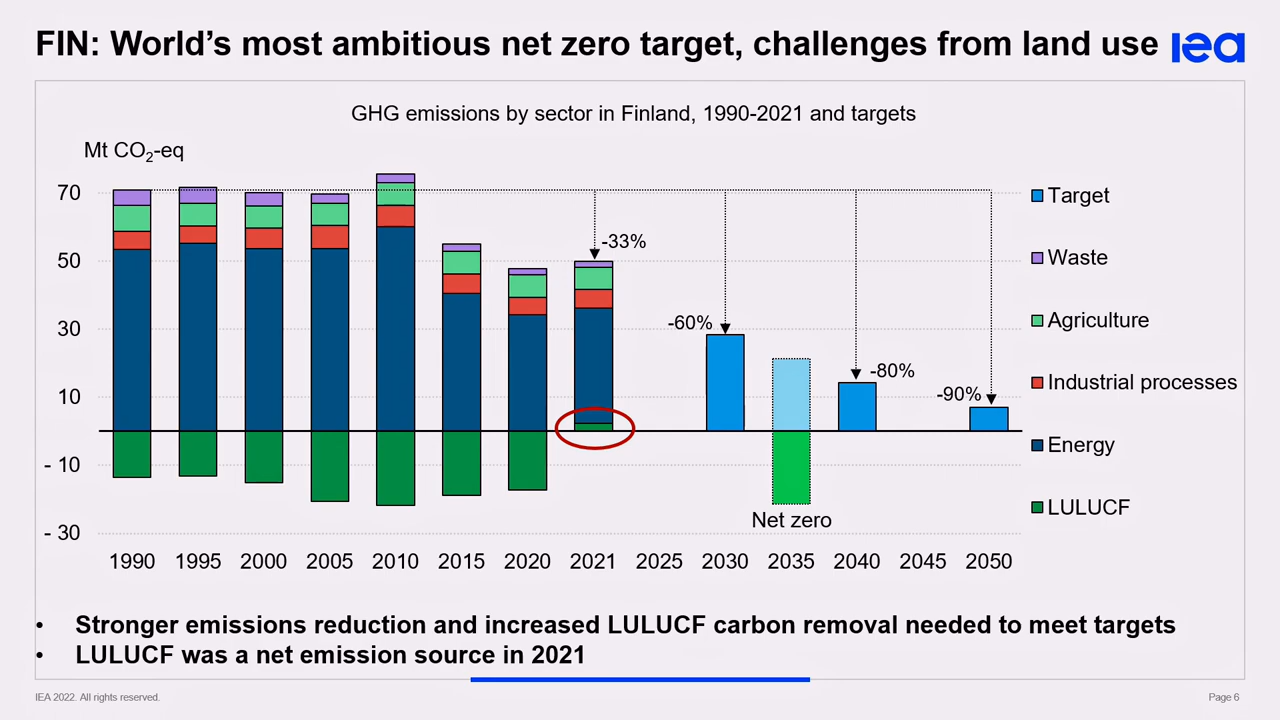 FIN: World's most ambitious net zero target, challenges from land use
iea
GHG emissions by sector in Finland, 1990-2021 and targets
Mt CO₂-eq
70
50
30
10
- 10
- 30
-33%
-60%
-80%
-90%
Net zero
1990 1995 2000 2005 2010 2015 2020 2021 2025 2030 2035 2040 2045 2050
Target
Waste
Agriculture
Industrial processes
Energy
LULUCF
• Stronger emissions reduction and increased LULUCF carbon removal needed to meet targets
• LULUCF was a net emission source in 2021
IEA 2022. All rights reserved.
Page 6